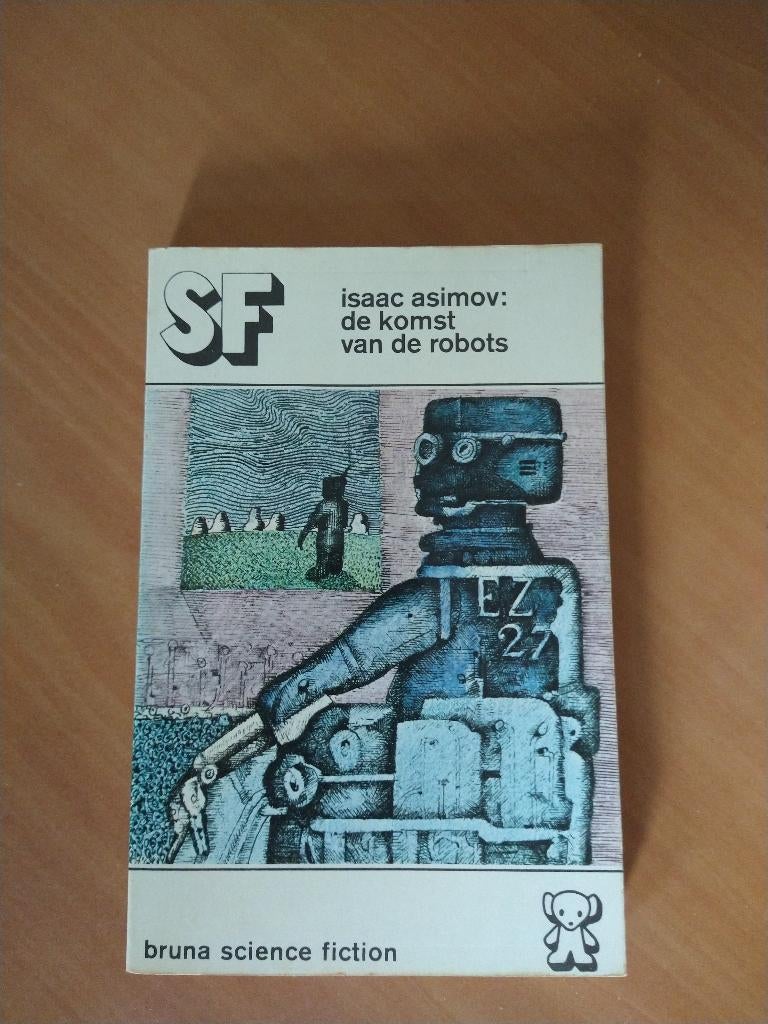 SF
isaac asimov:
de komst
van de robots
EZ
27
bruna science fiction